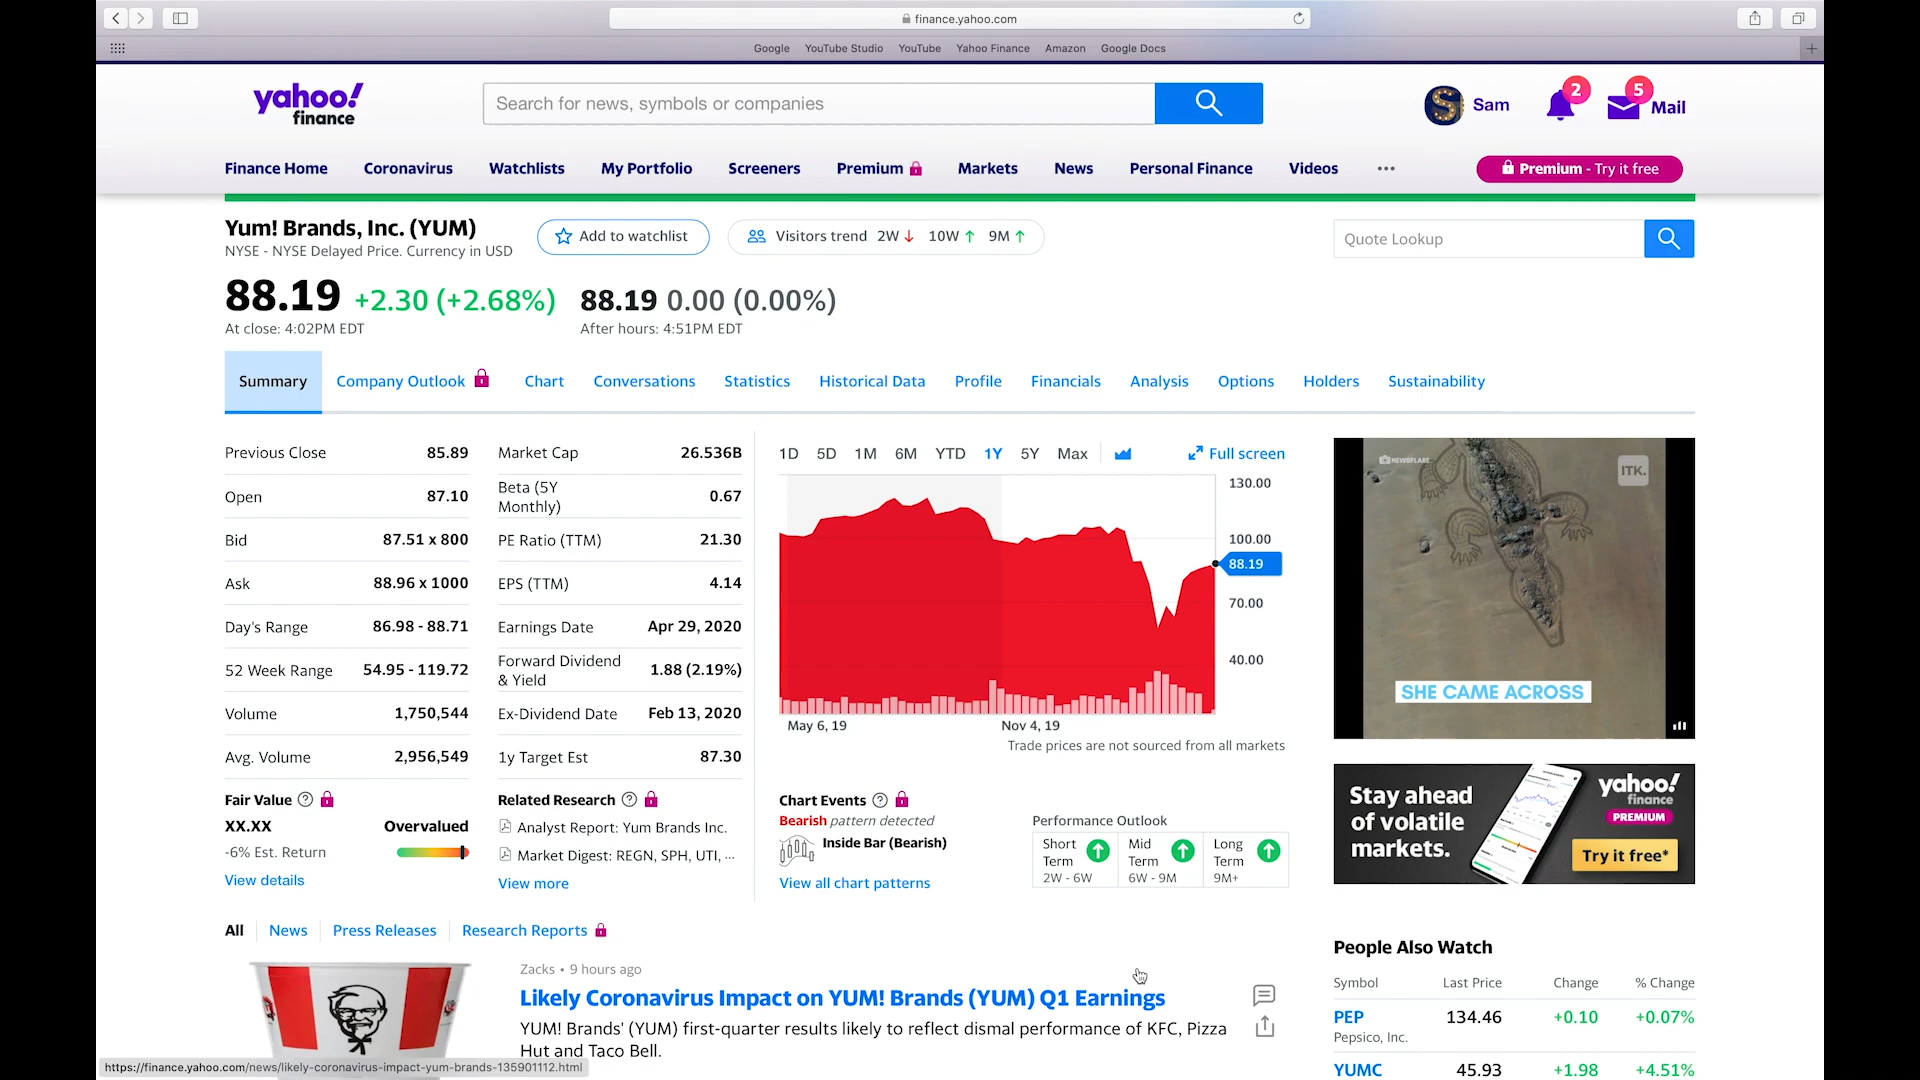 finance.yahoo.com
Google YouTube Studio YouTube Yahoo Finance Amazon Google Docs
yahoo!
finance
Search for news, symbols or companies
S
Sam
2
5
Mail
Finance Home Coronavirus Watchlists My Portfolio Screeners Premium Markets News Personal Finance Videos •••
Premium - Try it free
Yum! Brands, Inc. (YUM)
NYSE - NYSE Delayed Price. Currency in USD
Add to watchlist
Visitors trend 2W↓ 10W↑ 9M↑
Quote Lookup
88.19 +2.30 (+2.68%)
At close: 4:02PM EDT
88.19 0.00 (0.00%)
After hours: 4:51PM EDT
Summary Company Outlook Chart Conversations Statistics Historical Data Profile Financials Analysis Options Holders Sustainability
Previous Close 85.89
Open 87.10
Bid 87.51 x 800
Ask 88.96 x 1000
Day's Range 86.98 - 88.71
52 Week Range 54.95 - 119.72
Volume 1,750,544
Avg. Volume 2,956,549
Market Cap 26.536B
Beta (5Y
Monthly) 0.67
PE Ratio (TTM) 21.30
EPS (TTM) 4.14
Earnings Date Apr 29, 2020
Forward Dividend
& Yield 1.88 (2.19%)
Ex-Dividend Date Feb 13, 2020
1y Target Est 87.30
1D 5D 1M 6M YTD 1Y 5Y Max
Full screen
130.00
100.00
88.19
70.00
40.00
May 6, 19 Nov 4, 19
Trade prices are not sourced from all markets
Fair Value ?
XX.XX Overvalued
-6% Est. Return
View details
Related Research ?
Analyst Report: Yum Brands Inc.
Market Digest: REGN, SPH, UTI, ...
View more
Chart Events ?
Bearish pattern detected
Inside Bar (Bearish)
View all chart patterns
Performance Outlook
Short
Term
2W - 6W
Mid
Term
6W - 9M
Long
Term
9M+
NEWSFLARE
ITK.
SHE CAME ACROSS
Stay ahead
of volatile
markets.
yahoo!
finance
PREMIUM
Try it free*
All News Press Releases Research Reports
Zacks • 9 hours ago
Likely Coronavirus Impact on YUM! Brands (YUM) Q1 Earnings
YUM! Brands' (YUM) first-quarter results likely to reflect dismal performance of KFC, Pizza
Hut and Taco Bell.
People Also Watch
Symbol Last Price Change % Change
PEP 134.46 +0.10 +0.07%
Pepsico, Inc.
YUMC 45.93 +1.98 +4.51%
https://finance.yahoo.com/news/likely-coronavirus-impact-yum-brands-135901112.html